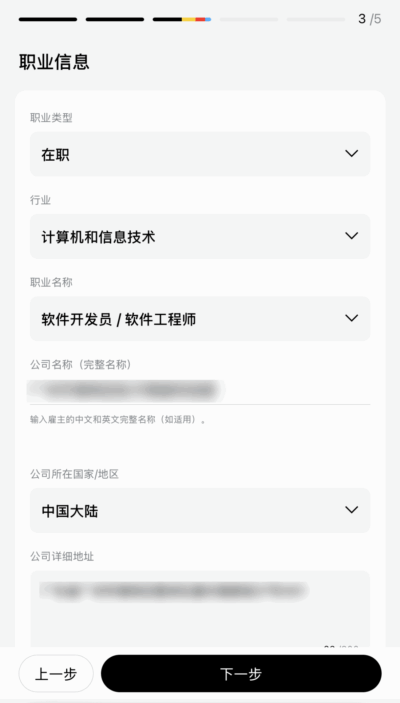 3 /5
职业信息
职业类型
在职
行业
计算机和信息技术
职业名称
软件开发员 / 软件工程师
公司名称（完整名称）
输入雇主的中文和英文完整名称（如适用）。
公司所在国家/地区
中国大陆
公司详细地址
上一步
下一步